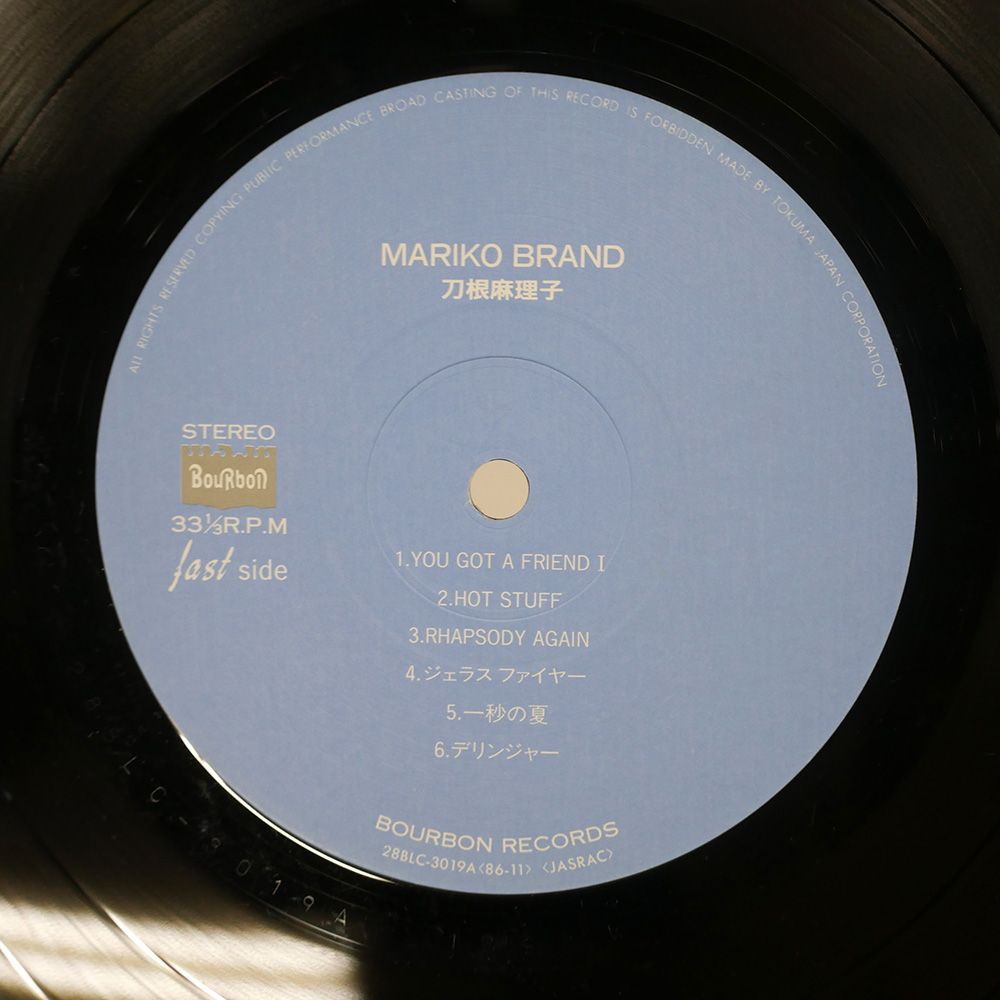 ALL RIGHTS RESERVED COPYING PUBLIC PERFORMANCE BROAD CASTING OF THIS RECORD IS FORBIDDEN MADE BY TOKUMA JAPAN CORPORATION
MARIKO BRAND
刀根麻理子
STEREO
BouRbon
33⅓R.P.M
fast side
1.YOU GOT A FRIEND I
2.HOT STUFF
3.RHAPSODY AGAIN
4.ジェラス ファイヤー
5.一秒の夏
6.デリンジャー
BOURBON RECORDS
28BLC-3019A〈86-11〉〈JASRAC〉